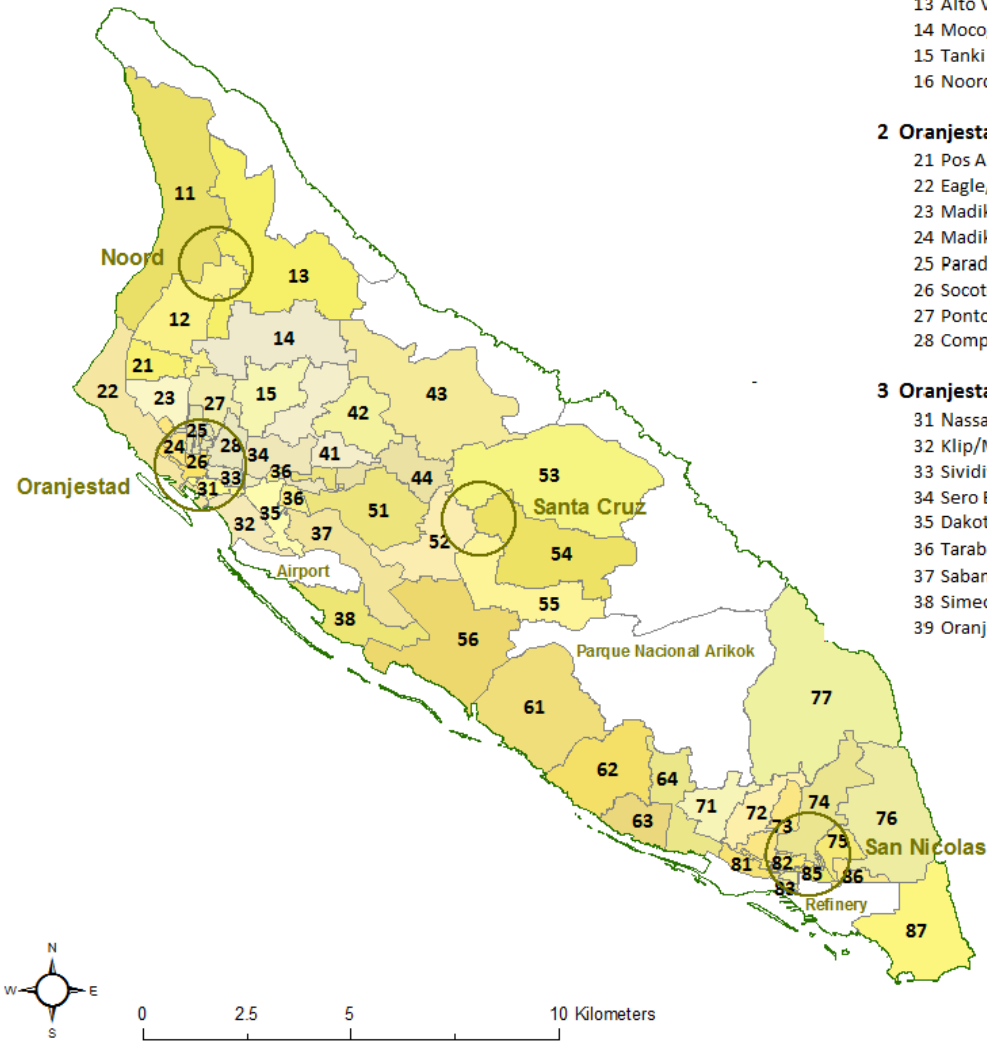 13 Alto V
14 Moco
15 Tanki
16 Noord
2 Oranjesta
21 Pos A
22 Eagle/
23 Madik
24 Madik
25 Parad
26 Socot
27 Ponto
28 Comp
3 Oranjesta
31 Nassa
32 Klip/M
33 Sividi
34 Sero E
35 Dakot
36 Tarab
37 Saban
38 Simeo
39 Oranj
11
Noord
13
12
14
21
22
23
27
15
42
43
25
24
28
34
41
26
36
44
53
33
Oranjestad
31
36
35
32
37
51
52
Santa Cruz
54
Airport
55
38
56
Parque Nacional Arikok
61
77
62
64
63
71
72
74
73
76
75
San Nicolas
81
82
85
86
83
Refinery
87
N
W
E
S
0
2.5
5
10 Kilometers